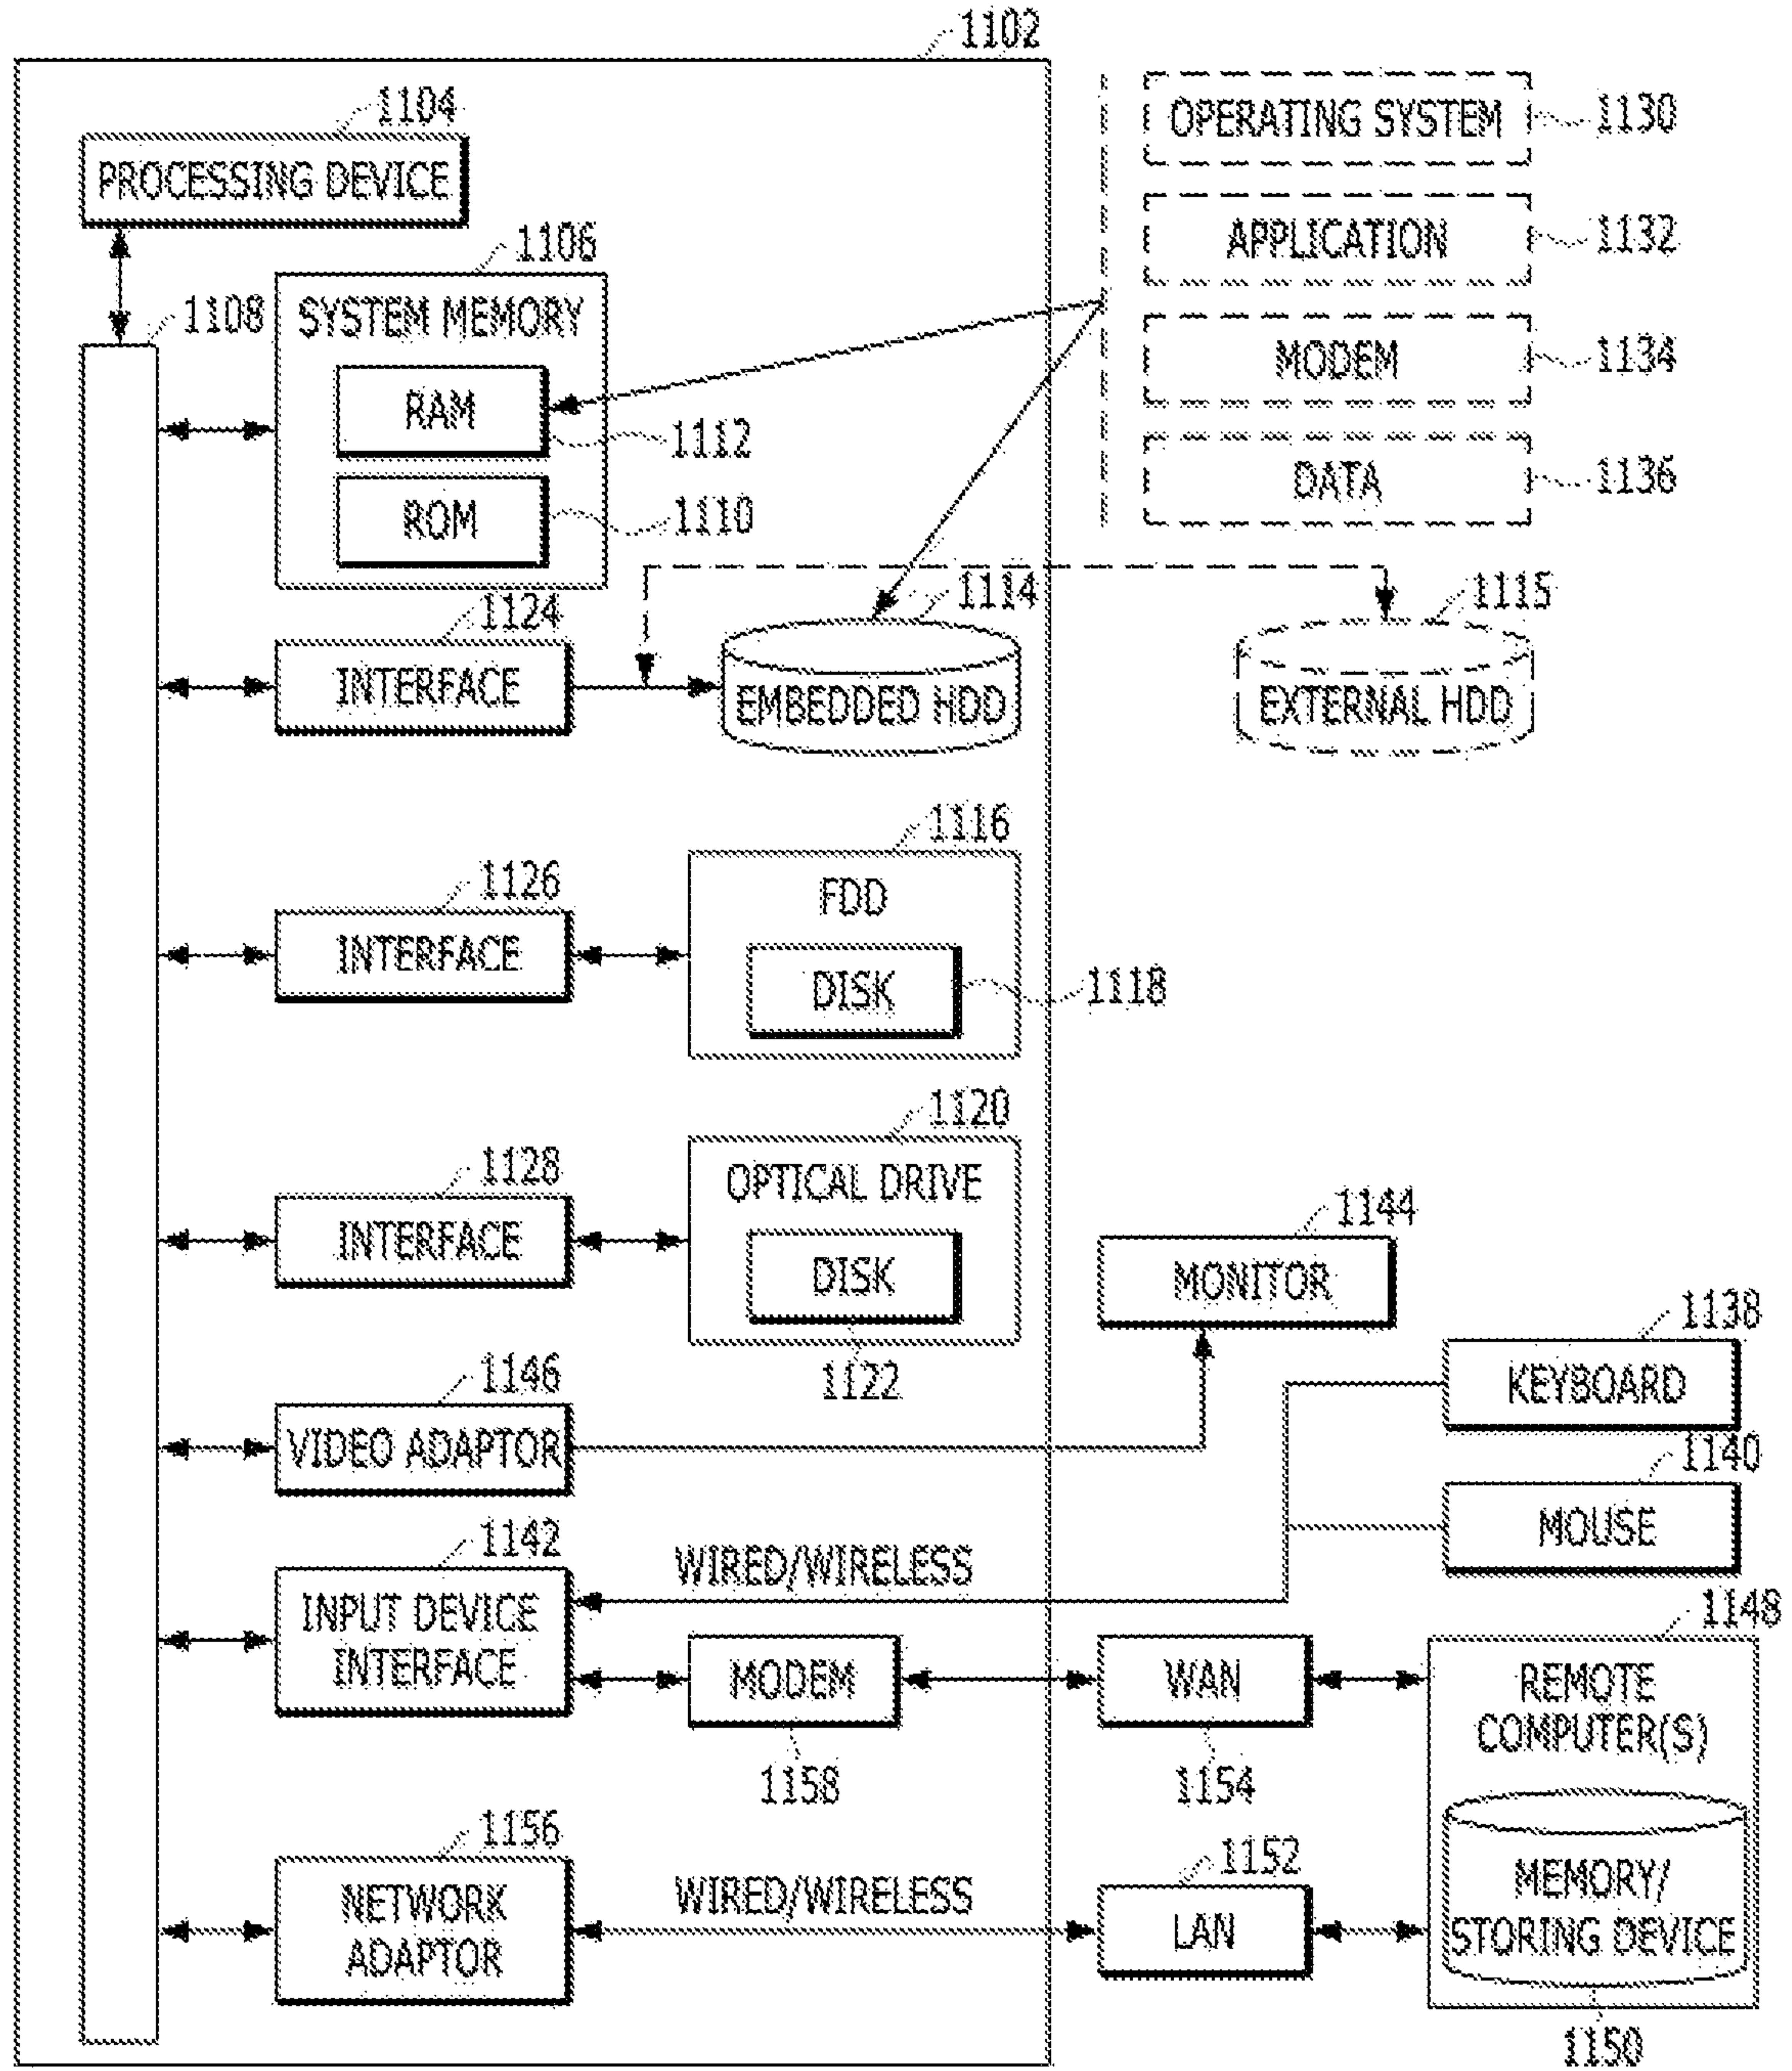 1102
1104
PROCESSING DEVICE
1108
1106
SYSTEM MEMORY
RAM
1112
ROM
1110
OPERATING SYSTEM
1130
APPLICATION
1132
MODEM
1134
DATA
1136
1124
INTERFACE
1114
EMBEDDED HDD
1115
EXTERNAL HDD
1126
INTERFACE
1116
FDD
DISK
1118
1128
INTERFACE
1120
OPTICAL DRIVE
DISK
1122
1144
MONITOR
1138
KEYBOARD
1140
MOUSE
1146
VIDEO ADAPTOR
1142
INPUT DEVICE
INTERFACE
WIRED/WIRELESS
MODEM
1158
WAN
1154
1148
REMOTE
COMPUTER(S)
MEMORY/
STORING DEVICE
1150
1156
NETWORK
ADAPTOR
WIRED/WIRELESS
1152
LAN